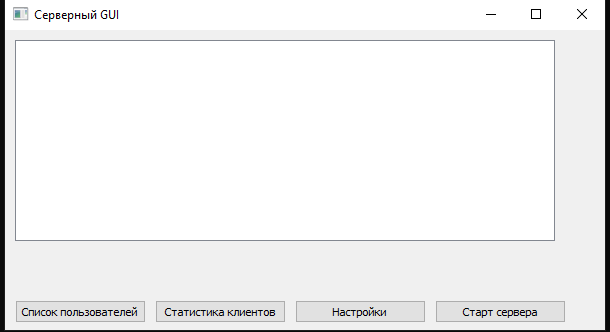 Серверный GUI
Список пользователей
Статистика клиентов
Настройки
Старт сервера